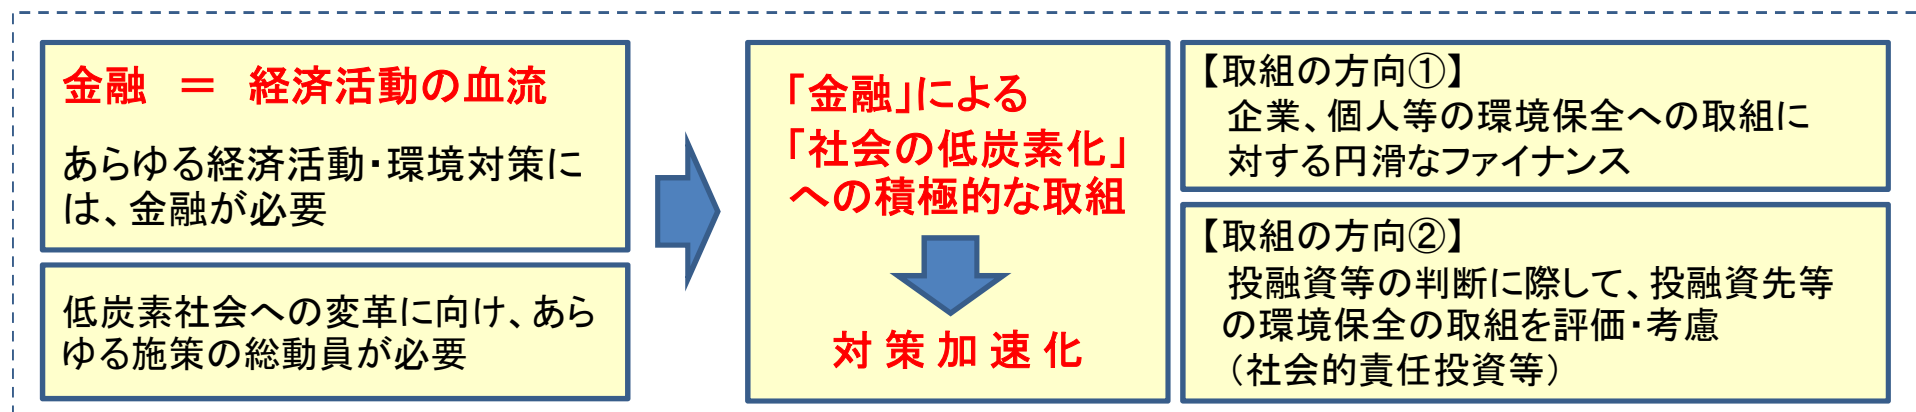 金融 ＝ 経済活動の血流
あらゆる経済活動・環境対策に
は、金融が必要
低炭素社会への変革に向け、あら
ゆる施策の総動員が必要
「金融」による
「社会の低炭素化」
への積極的な取組
対策加速化
【取組の方向①】
企業、個人等の環境保全への取組に
対する円滑なファイナンス
【取組の方向②】
投融資等の判断に際して、投融資先等
の環境保全の取組を評価・考慮
（社会的責任投資等）